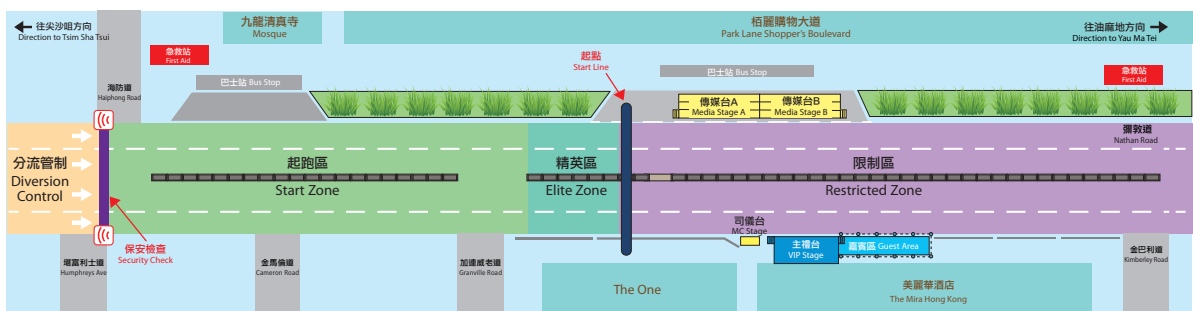 往尖沙咀方向
Direction to Tsim Sha Tsui
九龍清真寺
Mosque
栢麗購物大道
Park Lane Shopper's Boulevard
往油麻地方向
Direction to Yau Ma Tei
急救站
First Aid
起點
Start Line
巴士站 Bus Stop
巴士站 Bus Stop
急救站
First Aid
海防道
Haiphong Road
傳媒台A
Media Stage A
傳媒台B
Media Stage B
彌敦道
Nathan Road
分流管制
Diversion
Control
起跑區
Start Zone
精英區
Elite Zone
限制區
Restricted Zone
保安檢查
Security Check
司儀台
MC Stage
主禮台
VIP Stage
嘉賓區 Guest Area
堪富利士道
Humphreys Ave
金馬倫道
Cameron Road
加連威老道
Granville Road
金巴利道
Kimberley Road
The One
美麗華酒店
The Mira Hong Kong